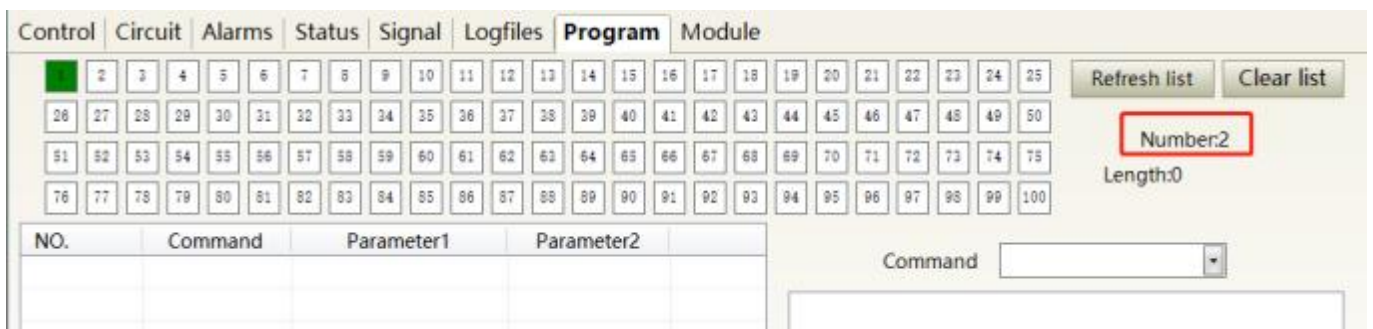 Control Circuit Alarms Status Signal Logfiles Program Module
1 2 3 4 5 6 7 8 9 10 11 12 13 14 15 16 17 18 19 20 21 22 23 24 25 Refresh list Clear list
26 27 28 29 30 31 32 33 34 35 36 37 38 39 40 41 42 43 44 45 46 47 48 49 50
Number:2
51 52 53 54 55 56 57 58 59 60 61 62 63 64 65 66 67 68 69 70 71 72 73 74 75
Length:0
76 77 78 79 80 81 82 83 84 85 86 87 88 89 90 91 92 93 94 95 96 97 98 99 100
NO. Command Parameter1 Parameter2
Command